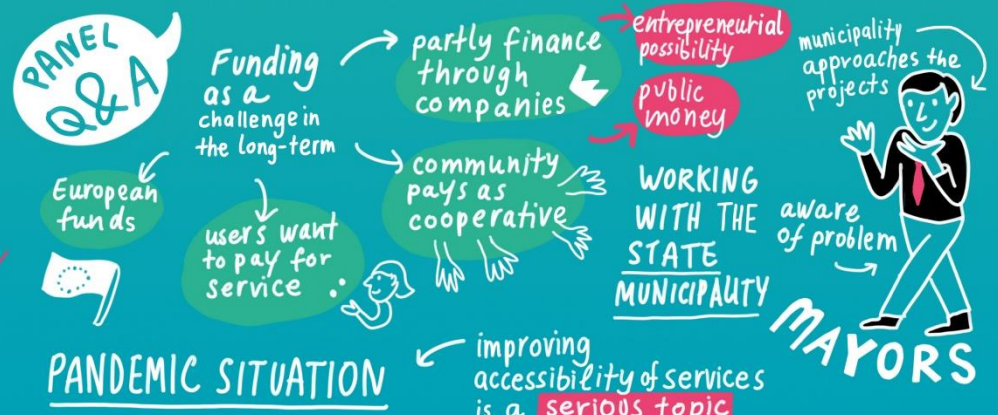 PANEL
Q&A
Funding
as a
challenge in
the long-term
European
funds
users want
to pay for
service
partly finance
through
companies
community
pays as
cooperative
entrepreneurial
possibility
public
money
WORKING
WITH THE
STATE
MUNICIPALITY
municipality
approaches the
projects
aware
of problem
MAYORS
PANDEMIC SITUATION
improving
accessibility of services
is a serious topic